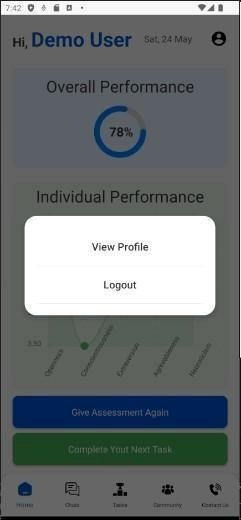 7:42
Hi, Demo User Sat, 24 May
Overall Performance
78%
Individual Performance
View Profile
Logout
3.50
Openness
Conscientiousness
Extraversion
Agreeableness
Neuroticism
Give Assessment Again
Complete Yout Next Task
Home Chats Tasks Community Contact Us